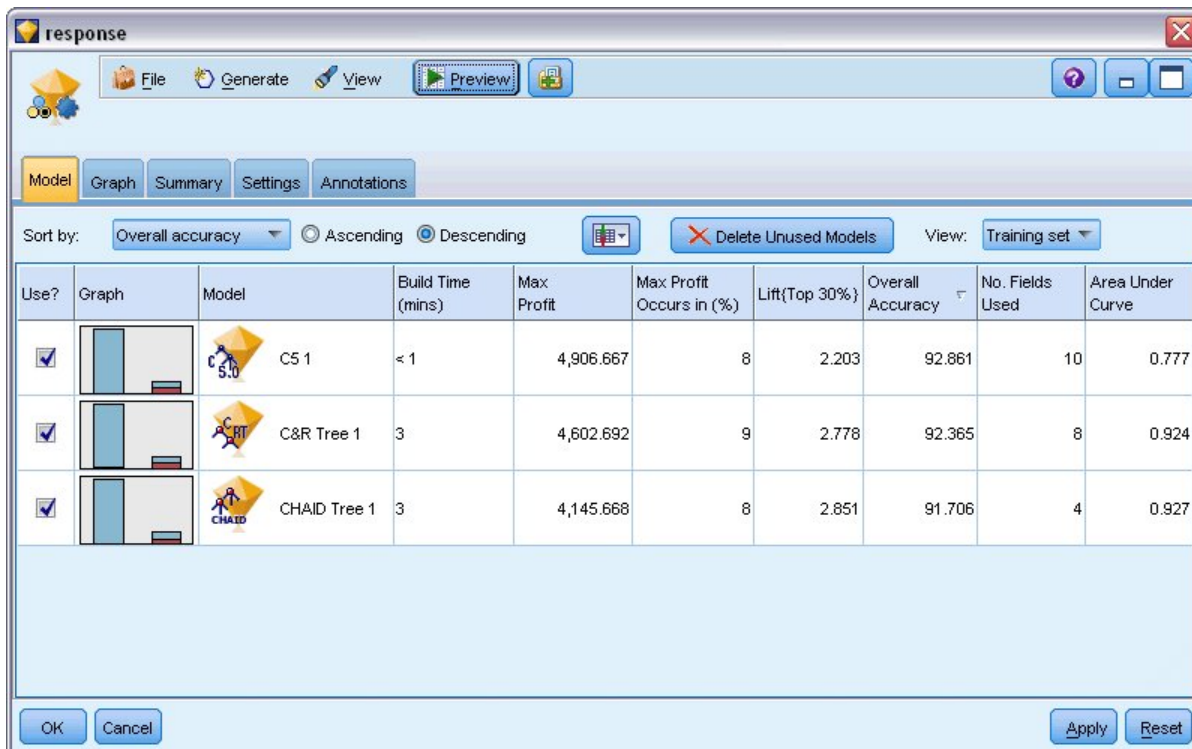 response
File Generate View Preview
Model Graph Summary Settings Annotations
Sort by: Overall accuracy Ascending Descending Delete Unused Models View: Training set
Use? Graph Model Build Time (mins) Max Profit Max Profit Occurs in (%) Lift{Top 30%} Overall Accuracy No. Fields Used Area Under Curve
C 5.0 C5 1 < 1 4,906.667 8 2.203 92.861 10 0.777
C RT C&R Tree 1 3 4,602.692 9 2.778 92.365 8 0.924
CHAID CHAID Tree 1 3 4,145.668 8 2.851 91.706 4 0.927
OK Cancel Apply Reset